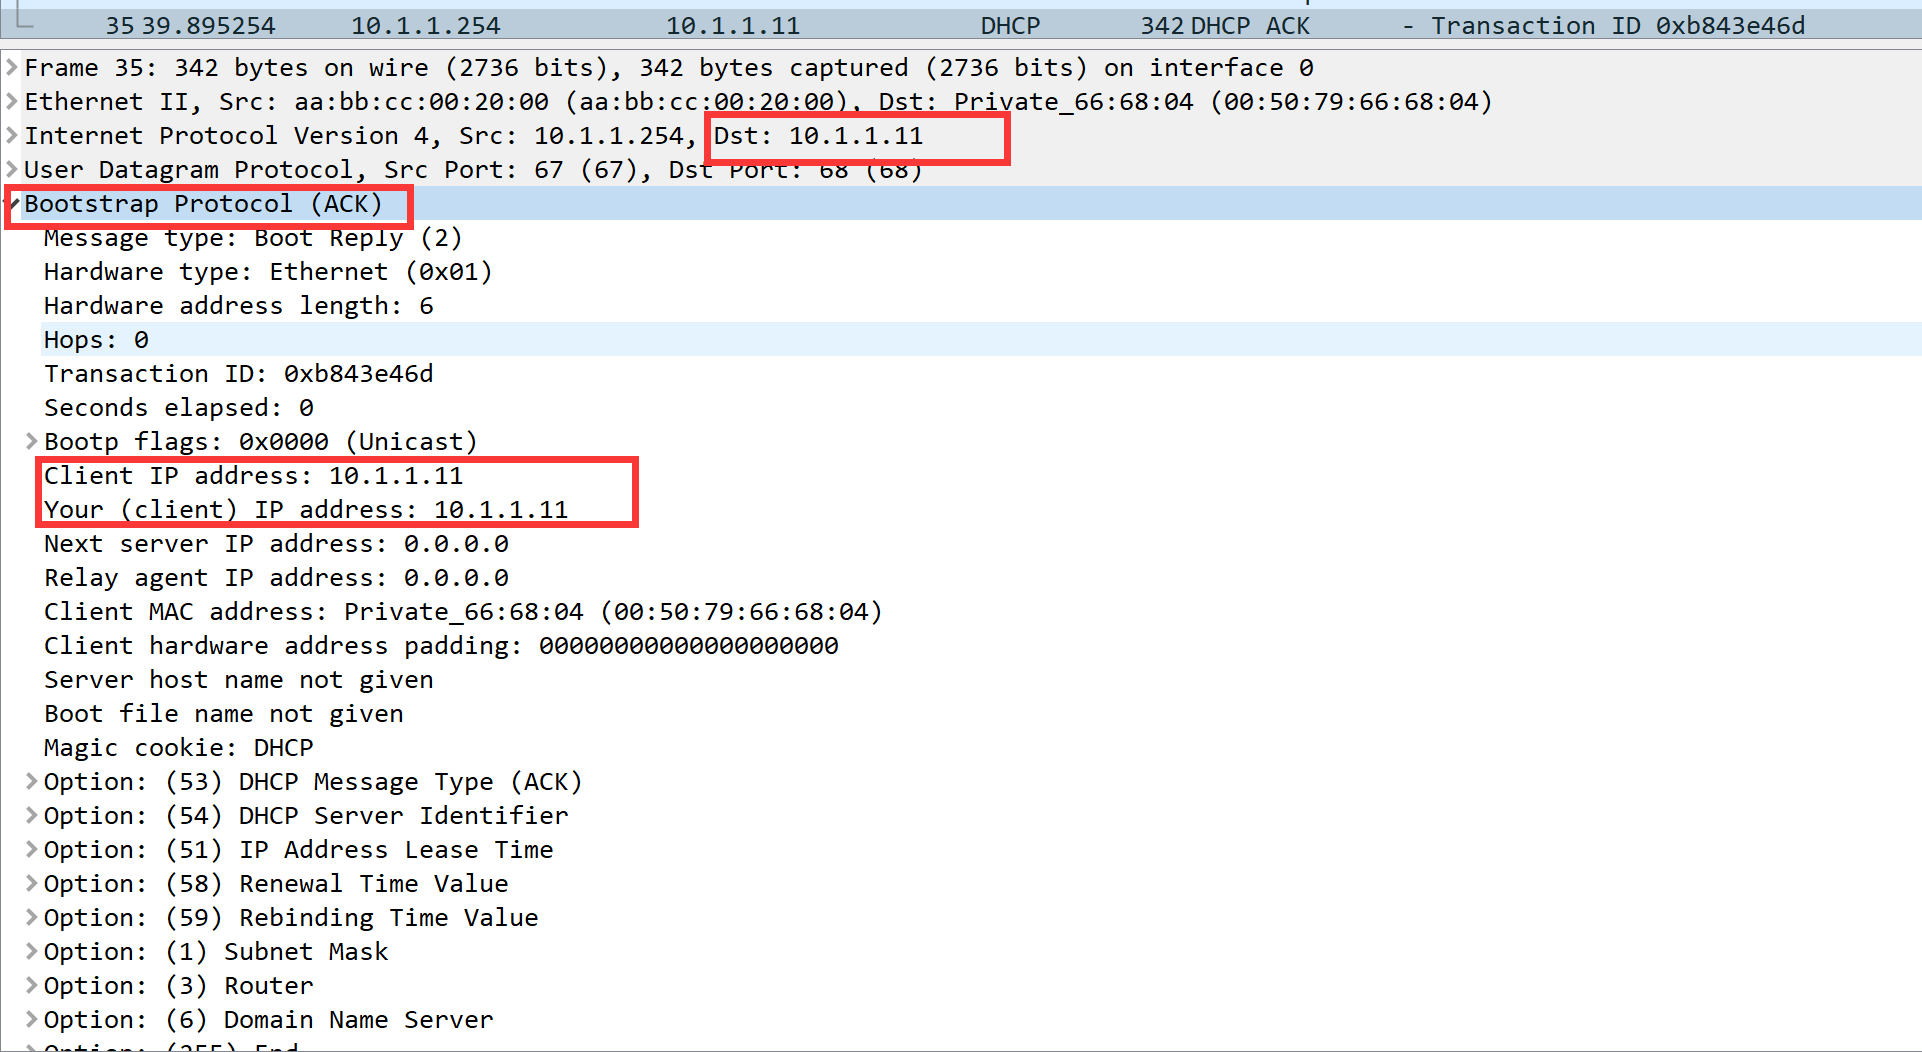 35 39.895254 10.1.1.254 10.1.1.11 DHCP 342 DHCP ACK - Transaction ID 0xb843e46d
Frame 35: 342 bytes on wire (2736 bits), 342 bytes captured (2736 bits) on interface 0
Ethernet II, Src: aa:bb:cc:00:20:00 (aa:bb:cc:00:20:00), Dst: Private_66:68:04 (00:50:79:66:68:04)
Internet Protocol Version 4, Src: 10.1.1.254, Dst: 10.1.1.11
User Datagram Protocol, Src Port: 67 (67), Dst Port: 68 (68)
Bootstrap Protocol (ACK)
Message type: Boot Reply (2)
Hardware type: Ethernet (0x01)
Hardware address length: 6
Hops: 0
Transaction ID: 0xb843e46d
Seconds elapsed: 0
Bootp flags: 0x0000 (Unicast)
Client IP address: 10.1.1.11
Your (client) IP address: 10.1.1.11
Next server IP address: 0.0.0.0
Relay agent IP address: 0.0.0.0
Client MAC address: Private_66:68:04 (00:50:79:66:68:04)
Client hardware address padding: 00000000000000000000
Server host name not given
Boot file name not given
Magic cookie: DHCP
Option: (53) DHCP Message Type (ACK)
Option: (54) DHCP Server Identifier
Option: (51) IP Address Lease Time
Option: (58) Renewal Time Value
Option: (59) Rebinding Time Value
Option: (1) Subnet Mask
Option: (3) Router
Option: (6) Domain Name Server
Option: (255) End